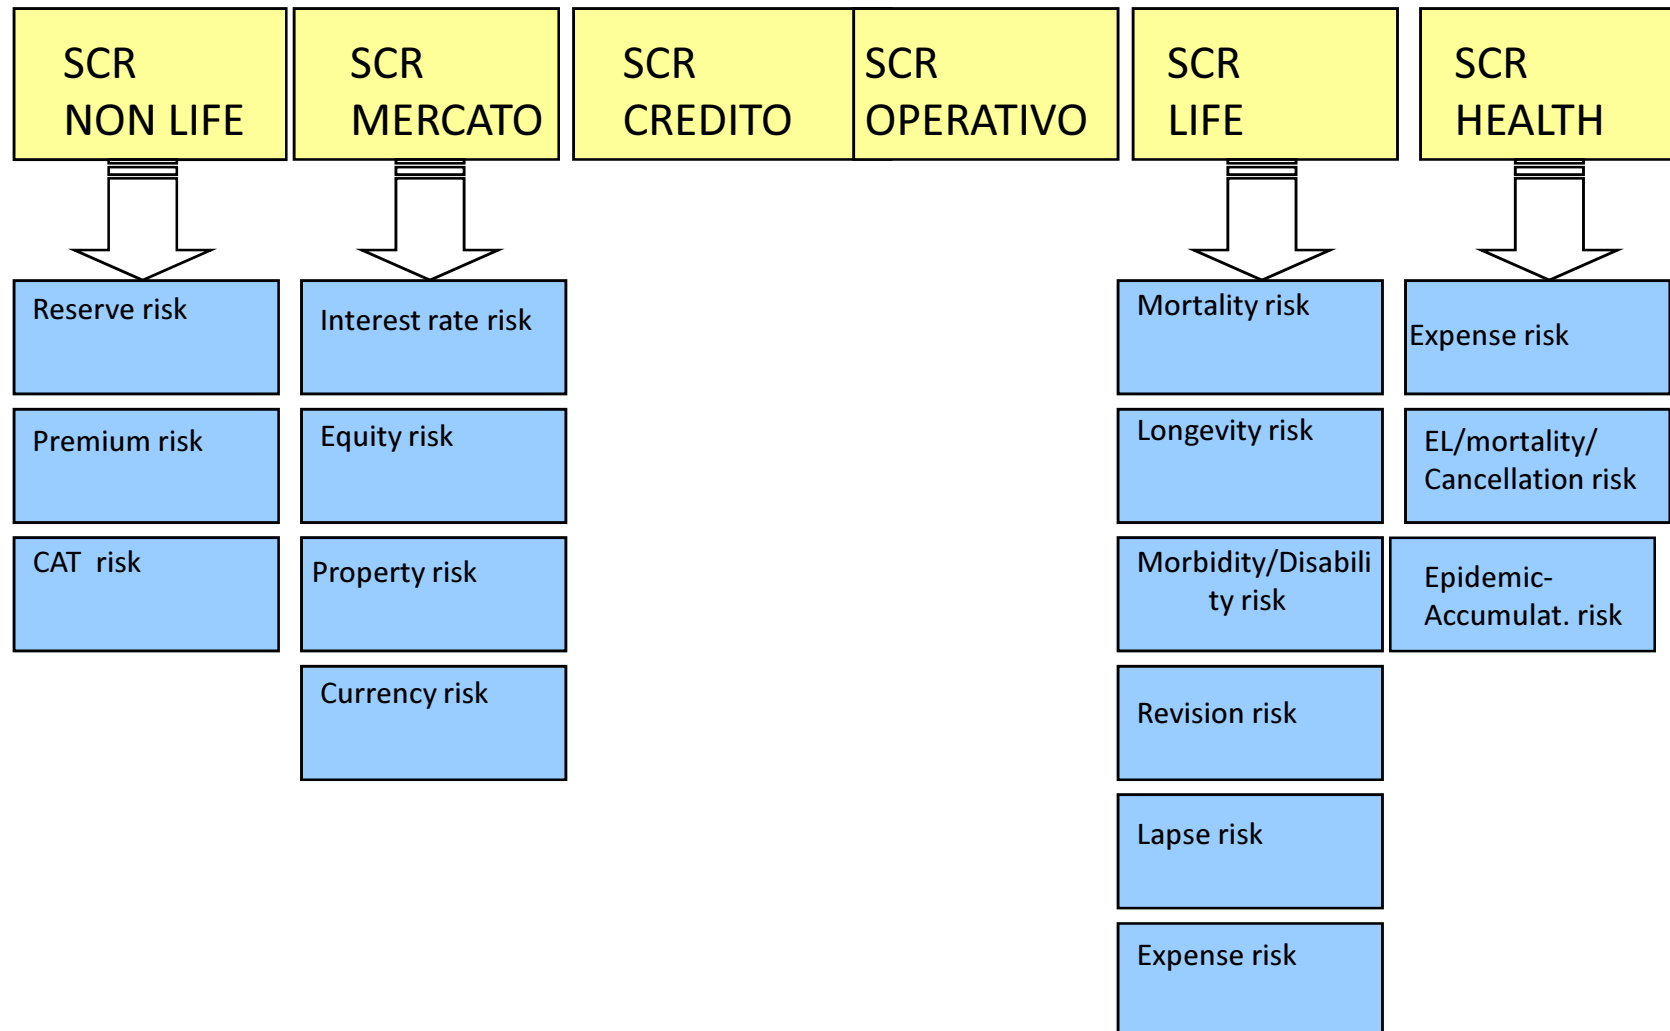 SCR
NON LIFE
SCR
MERCATO
SCR
CREDITO
SCR
OPERATIVO
SCR
LIFE
SCR
HEALTH
Reserve risk
Premium risk
CAT risk
Interest rate risk
Equity risk
Property risk
Currency risk
Mortality risk
Longevity risk
Morbidity/Disabili
ty risk
Revision risk
Lapse risk
Expense risk
Expense risk
EL/mortality/
Cancellation risk
Epidemic-
Accumulat. risk